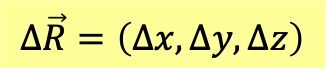 Δ𝑅⃗ = (Δ𝑥, Δ𝑦, Δ𝑧)